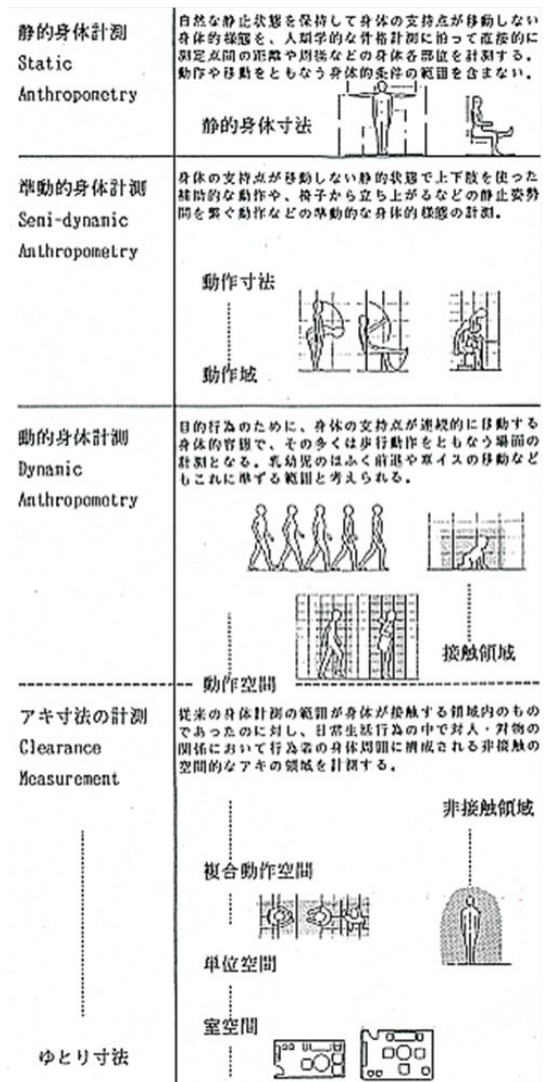 静的身体計測
Static
Anthropometry
自然な静止状態を保持して身体の支持点が移動しない
身体的様態を、人類学的な骨格計測に沿って直接的に
測定点間の距離や周径などの身体各部位を計測する。
動作や移動をともなう身体的条件の範囲を含まない。
静的身体寸法
準動的身体計測
Semi-dynamic
Anthropometry
身体の支持点が移動しない静的状態で上下肢を使った
補助的な動作や、椅子から立ち上がるなどの静止姿勢
間を繋ぐ動作などの準動的な身体的様態の計測。
動作寸法
動作域
動的身体計測
Dynamic
Anthropometry
目的行為のために、身体の支持点が連続的に移動する
身体的容態で、その多くは歩行動作をともなう場面の
計測となる。乳幼児のはふく前進や車イスの移動など
もこれに準ずる範囲と考えられる。
接触領域
動作空間
アキ寸法の計測
Clearance
Measurement
従来の身体計測の範囲が身体が接触する領域内のもの
であったのに対し、日常生活行為の中で対人・対物の
関係において行為者の身体周囲に構成される非接触の
空間的なアキの領域を計測する。
非接触領域
複合動作空間
単位空間
室空間
ゆとり寸法